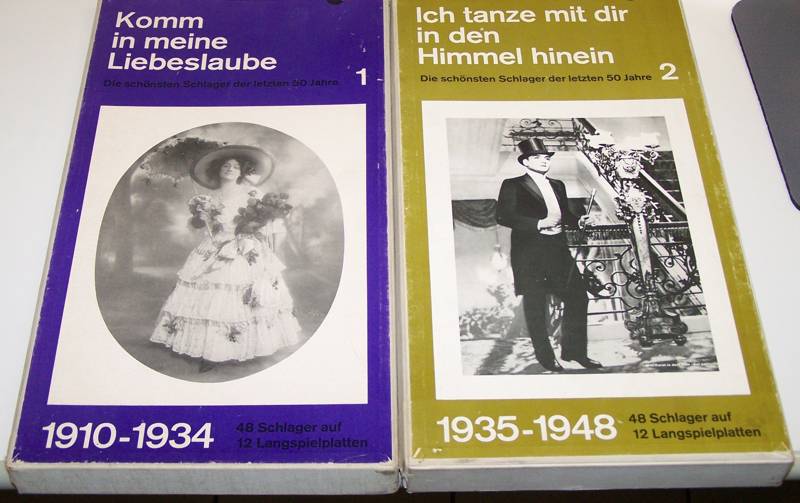 Komm
in meine
Liebeslaube
Die schönsten Schlager der letzten 50 Jahre 1
1910-1934
48 Schlager auf
12 Langspielplatten
Ich tanze mit dir
in den
Himmel hinein
Die schönsten Schlager der letzten 50 Jahre 2
1935-1948
48 Schlager auf
12 Langspielplatten